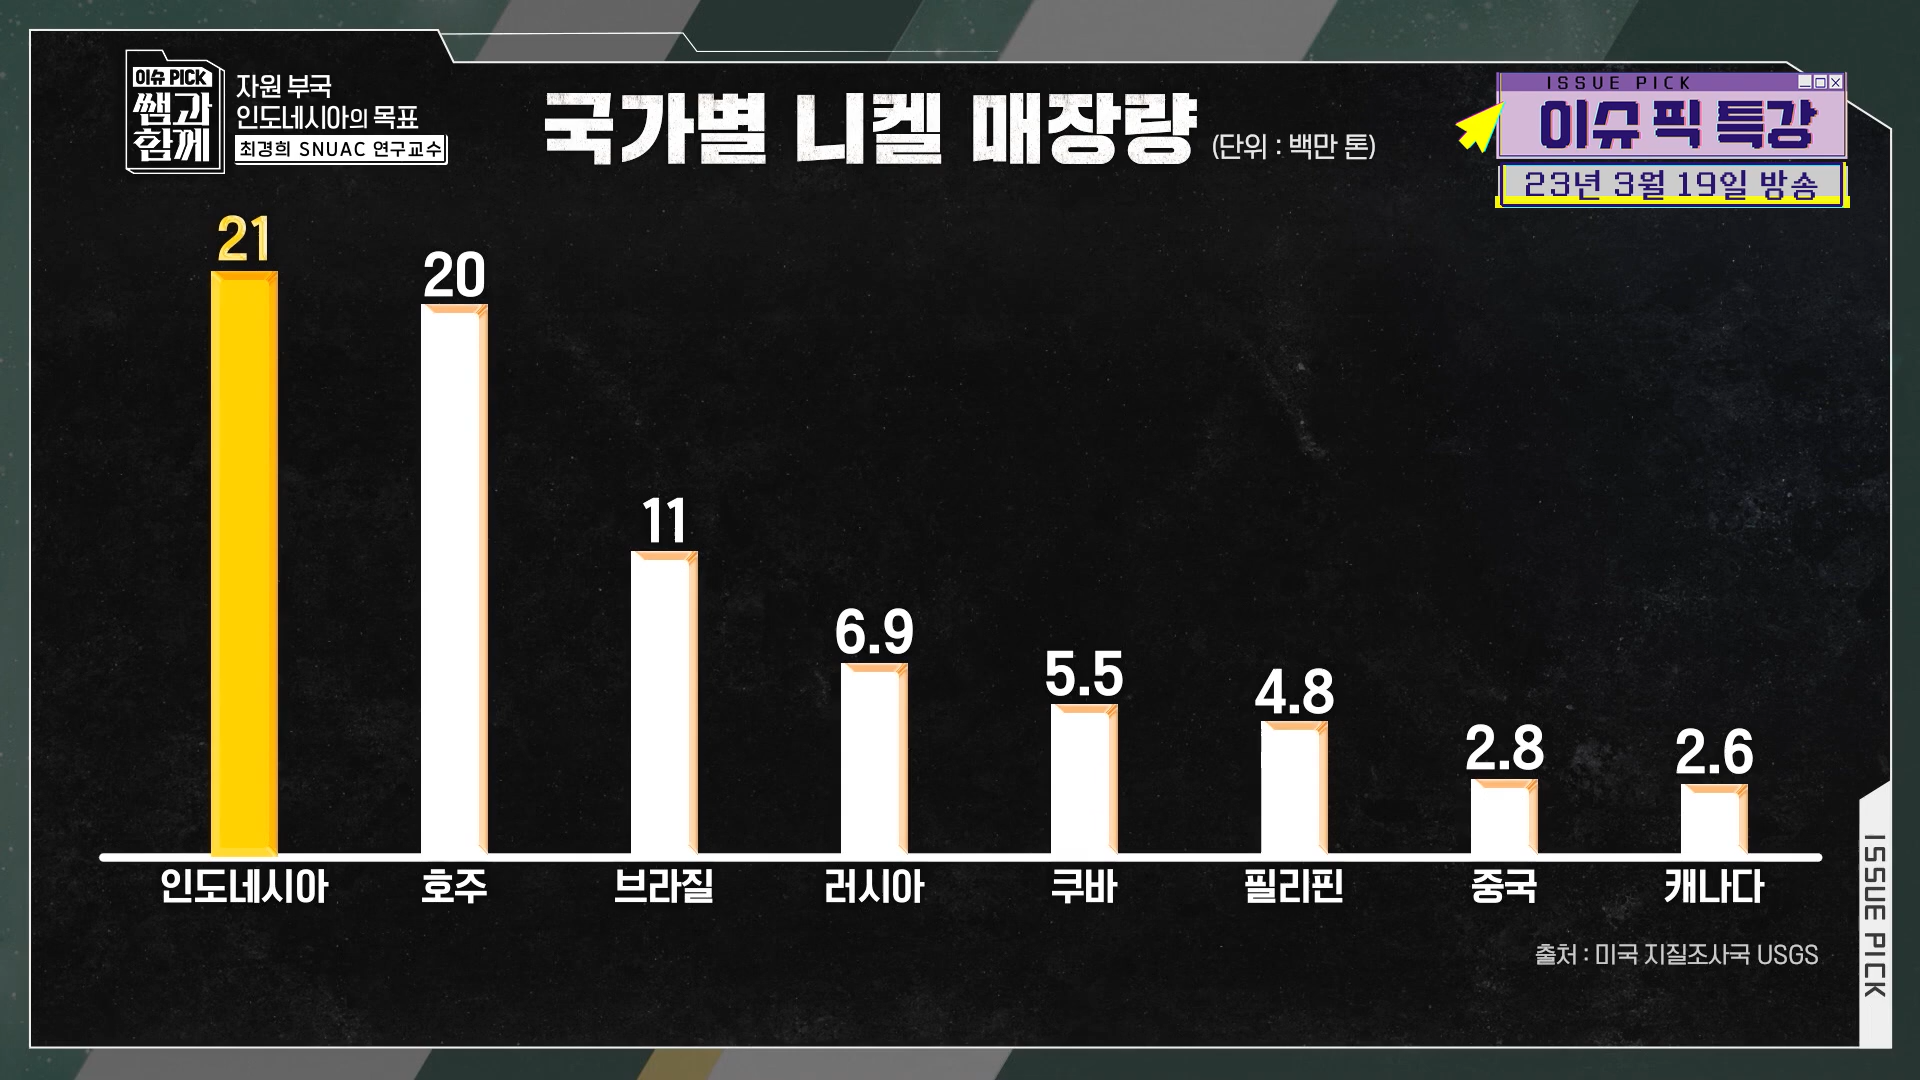 이슈 PICK
쌤과
함께
자원 부국
인도네시아의 목표
최경희 SNUAC 연구교수
국가별 니켈 매장량 (단위 : 백만 톤)
ISSUE PICK
이슈 픽 특강
23년 3월 19일 방송
21
20
11
6.9
5.5
4.8
2.8
2.6
인도네시아
호주
브라질
러시아
쿠바
필리핀
중국
캐나다
출처 : 미국 지질조사국 USGS
ISSUE PICK